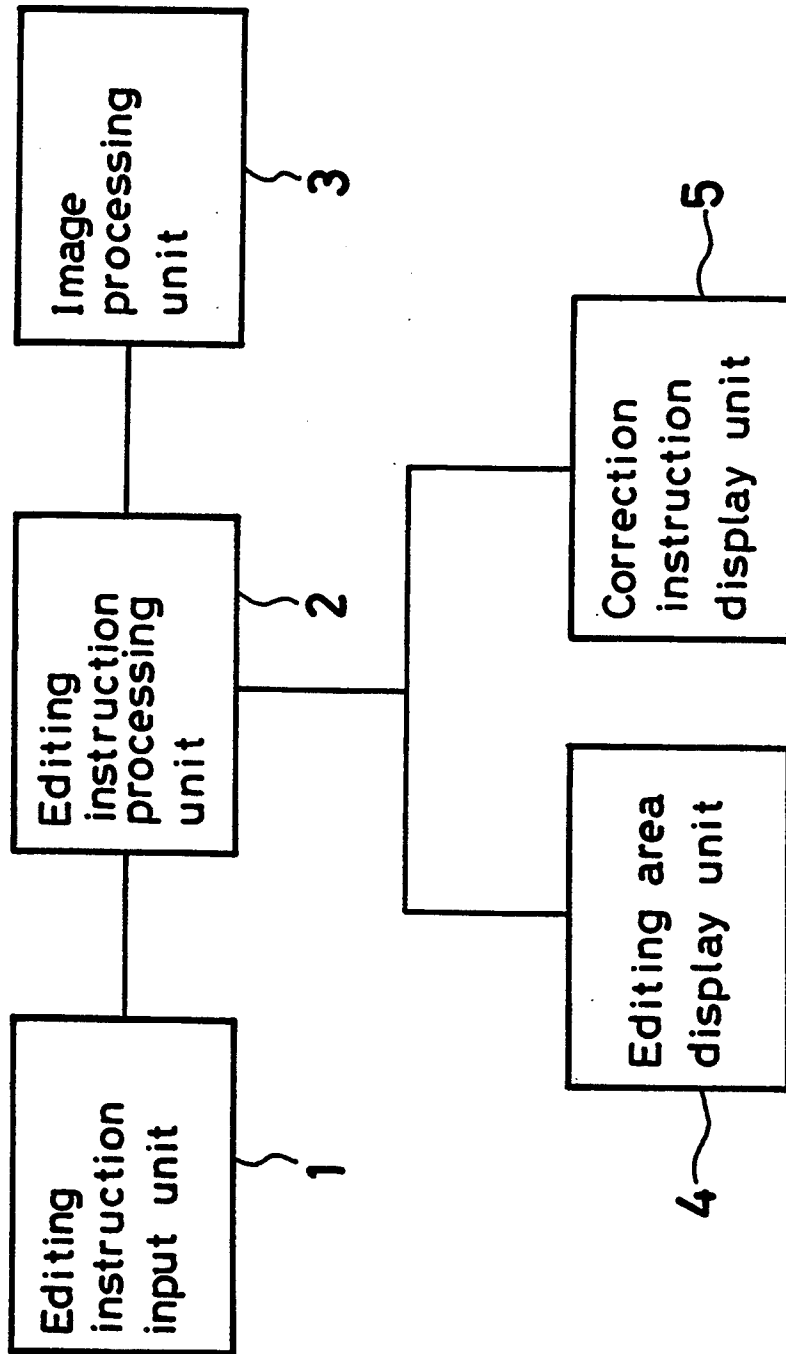 Editing
instruction
input unit
1
Editing
instruction
processing
unit
2
Image
processing
unit
3
Editing area
display unit
4
Correction
instruction
display unit
5